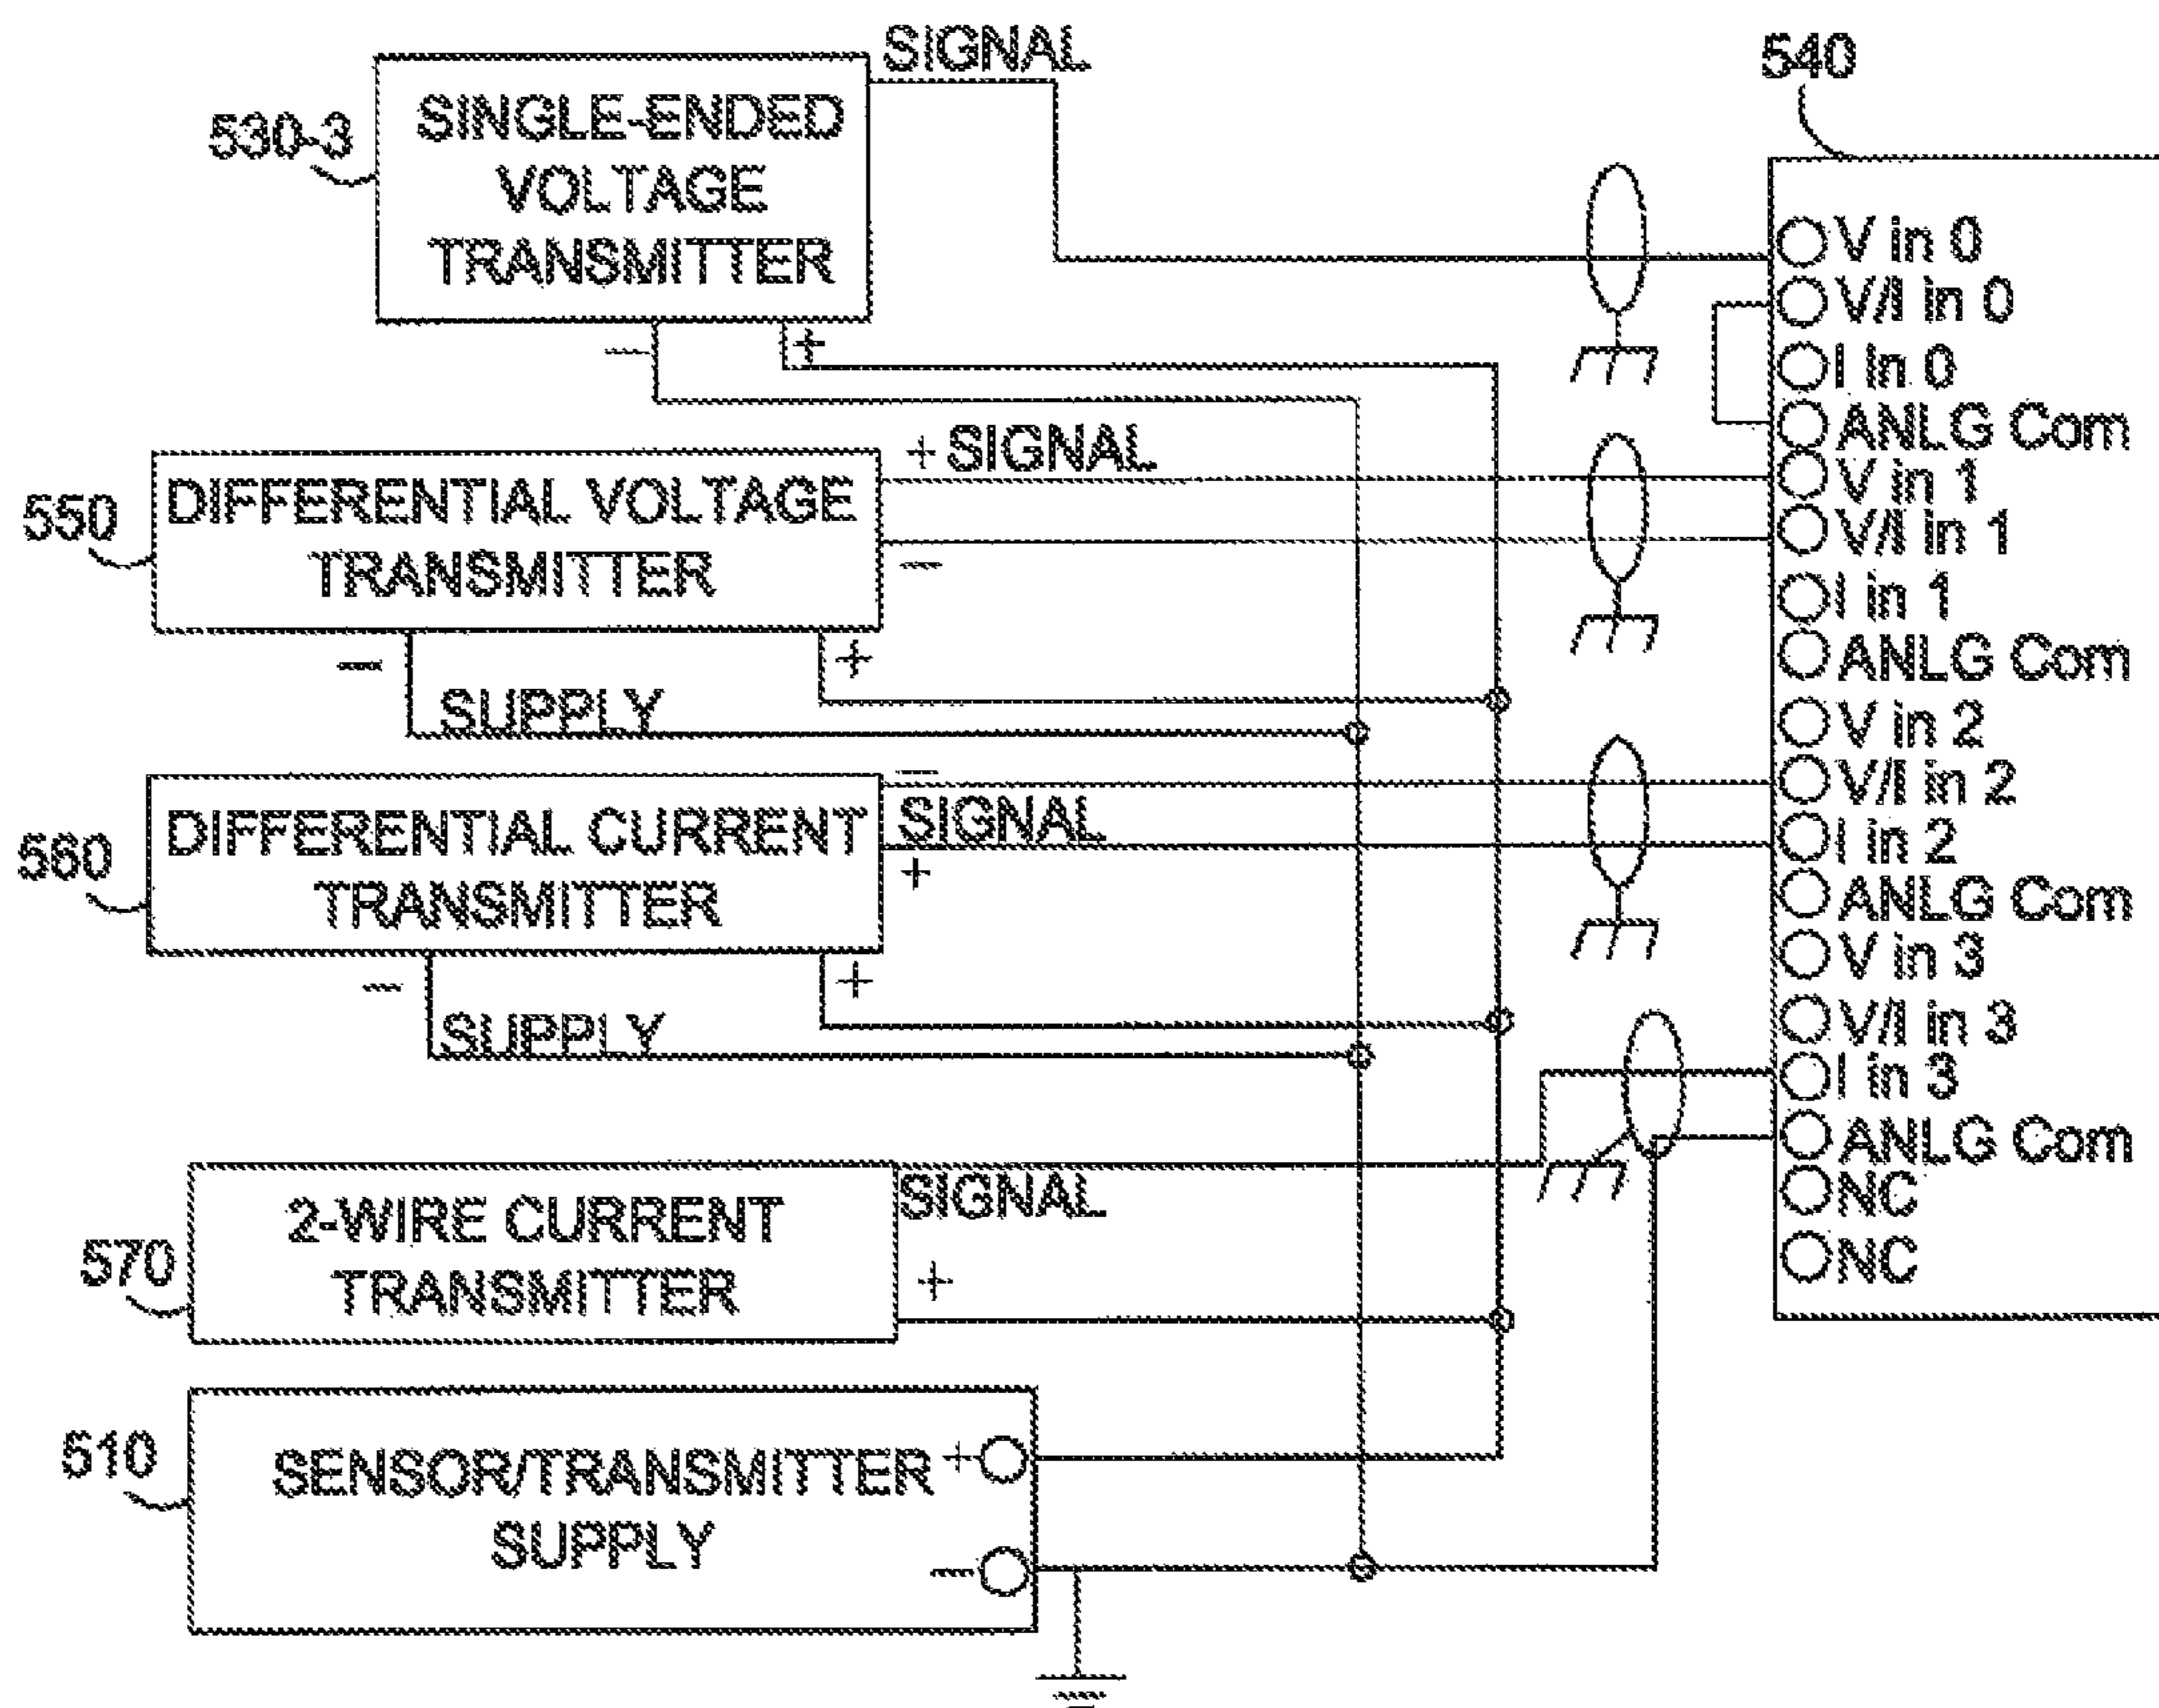 SIGNAL
540
530-3
SINGLE-ENDED
VOLTAGE
TRANSMITTER
− +
V in 0
V/I in 0
I in 0
ANLG Com
V in 1
V/I in 1
I in 1
ANLG Com
V in 2
V/I in 2
I in 2
ANLG Com
V in 3
V/I in 3
I in 3
ANLG Com
NC
NC
+ SIGNAL
−
550
DIFFERENTIAL VOLTAGE
TRANSMITTER
− +
SUPPLY
−
SIGNAL
+
560
DIFFERENTIAL CURRENT
TRANSMITTER
− +
SUPPLY
SIGNAL
+
570
2-WIRE CURRENT
TRANSMITTER
510
SENSOR/TRANSMITTER +
SUPPLY
−